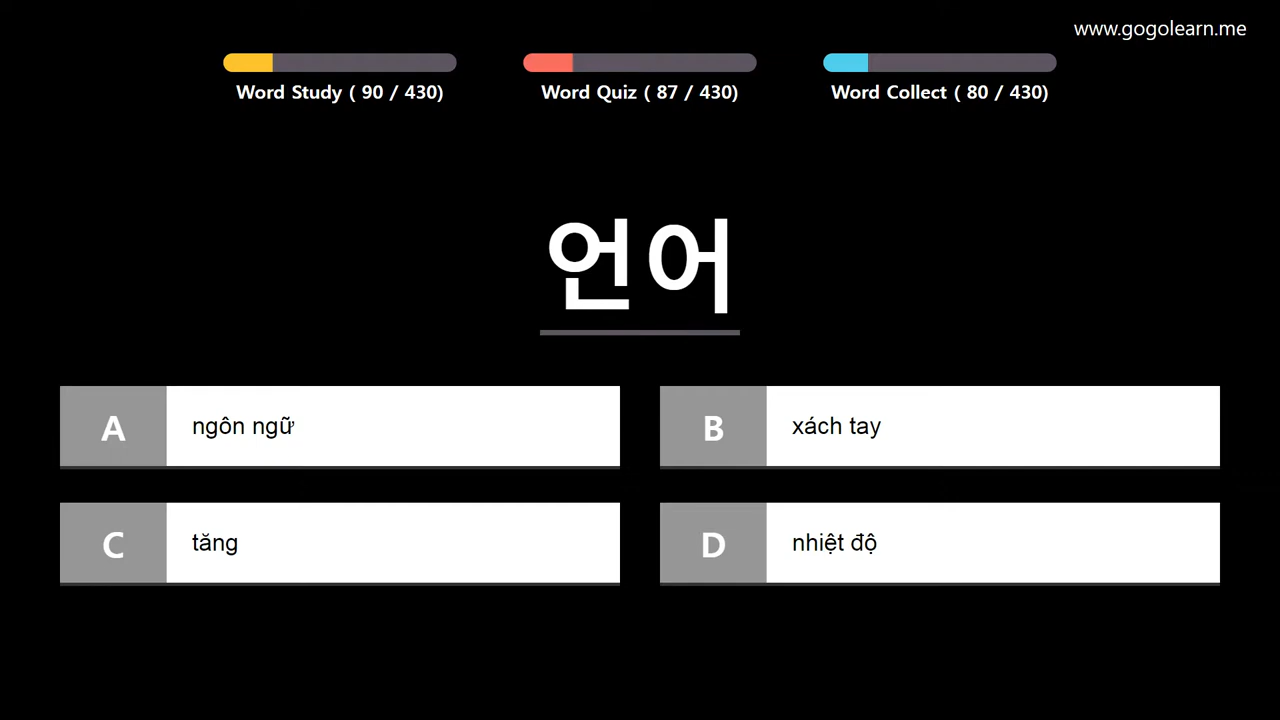 www.gogolearn.me
Word Study ( 90 / 430)
Word Quiz ( 87 / 430)
Word Collect ( 80 / 430)
언어
A
ngôn ngữ
B
xách tay
C
tăng
D
nhiệt độ